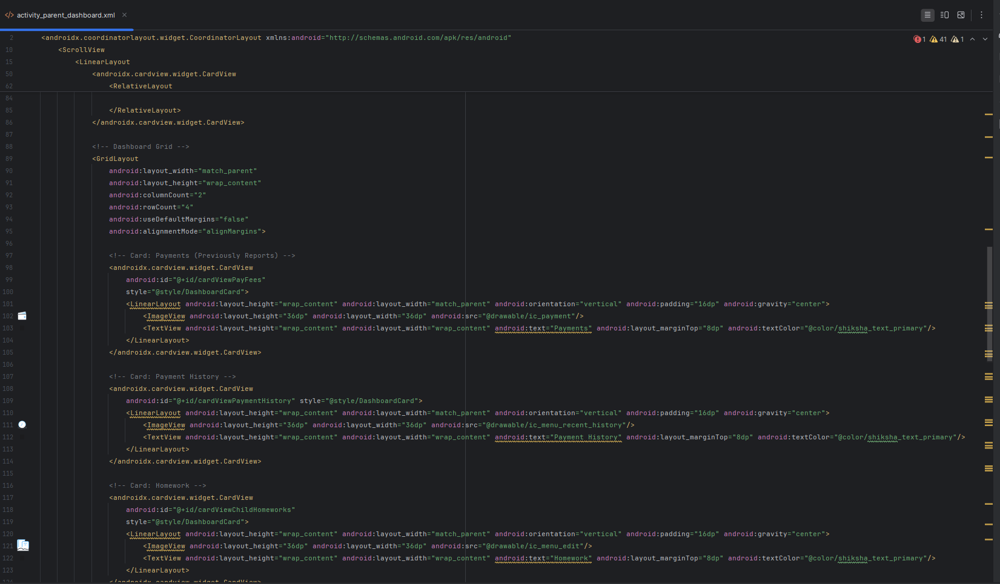 </> activity_parent_dashboard.xml ×
1 41 1
2 <androidx.coordinatorlayout.widget.CoordinatorLayout xmlns:android="http://schemas.android.com/apk/res/android"
10 <ScrollView
15 <LinearLayout
50 <androidx.cardview.widget.CardView
62 <RelativeLayout
84
85 </RelativeLayout>
86 </androidx.cardview.widget.CardView>
87
88 <!-- Dashboard Grid -->
89 <GridLayout
90 android:layout_width="match_parent"
91 android:layout_height="wrap_content"
92 android:columnCount="2"
93 android:rowCount="4"
94 android:useDefaultMargins="false"
95 android:alignmentMode="alignMargins">
96
97 <!-- Card: Payments (Previously Reports) -->
98 <androidx.cardview.widget.CardView
99 android:id="@+id/cardViewPayFees"
100 style="@style/DashboardCard">
101 <LinearLayout android:layout_height="wrap_content" android:layout_width="match_parent" android:orientation="vertical" android:padding="16dp" android:gravity="center">
102 <ImageView android:layout_height="36dp" android:layout_width="36dp" android:src="@drawable/ic_payment"/>
103 <TextView android:layout_height="wrap_content" android:layout_width="wrap_content" android:text="Payments" android:layout_marginTop="8dp" android:textColor="@color/shiksha_text_primary"/>
104 </LinearLayout>
105 </androidx.cardview.widget.CardView>
106
107 <!-- Card: Payment History -->
108 <androidx.cardview.widget.CardView
109 android:id="@+id/cardViewPaymentHistory" style="@style/DashboardCard">
110 <LinearLayout android:layout_height="wrap_content" android:layout_width="match_parent" android:orientation="vertical" android:padding="16dp" android:gravity="center">
111 <ImageView android:layout_height="36dp" android:layout_width="36dp" android:src="@drawable/ic_menu_recent_history"/>
112 <TextView android:layout_height="wrap_content" android:layout_width="wrap_content" android:text="Payment History" android:layout_marginTop="8dp" android:textColor="@color/shiksha_text_primary"/>
113 </LinearLayout>
114 </androidx.cardview.widget.CardView>
115
116 <!-- Card: Homework -->
117 <androidx.cardview.widget.CardView
118 android:id="@+id/cardViewChildHomeworks"
119 style="@style/DashboardCard">
120 <LinearLayout android:layout_height="wrap_content" android:layout_width="match_parent" android:orientation="vertical" android:padding="16dp" android:gravity="center">
121 <ImageView android:layout_height="36dp" android:layout_width="36dp" android:src="@drawable/ic_menu_edit"/>
122 <TextView android:layout_height="wrap_content" android:layout_width="wrap_content" android:text="Homework" android:layout_marginTop="8dp" android:textColor="@color/shiksha_text_primary"/>
123 </LinearLayout>
124 </androidx.cardview.widget.CardView>